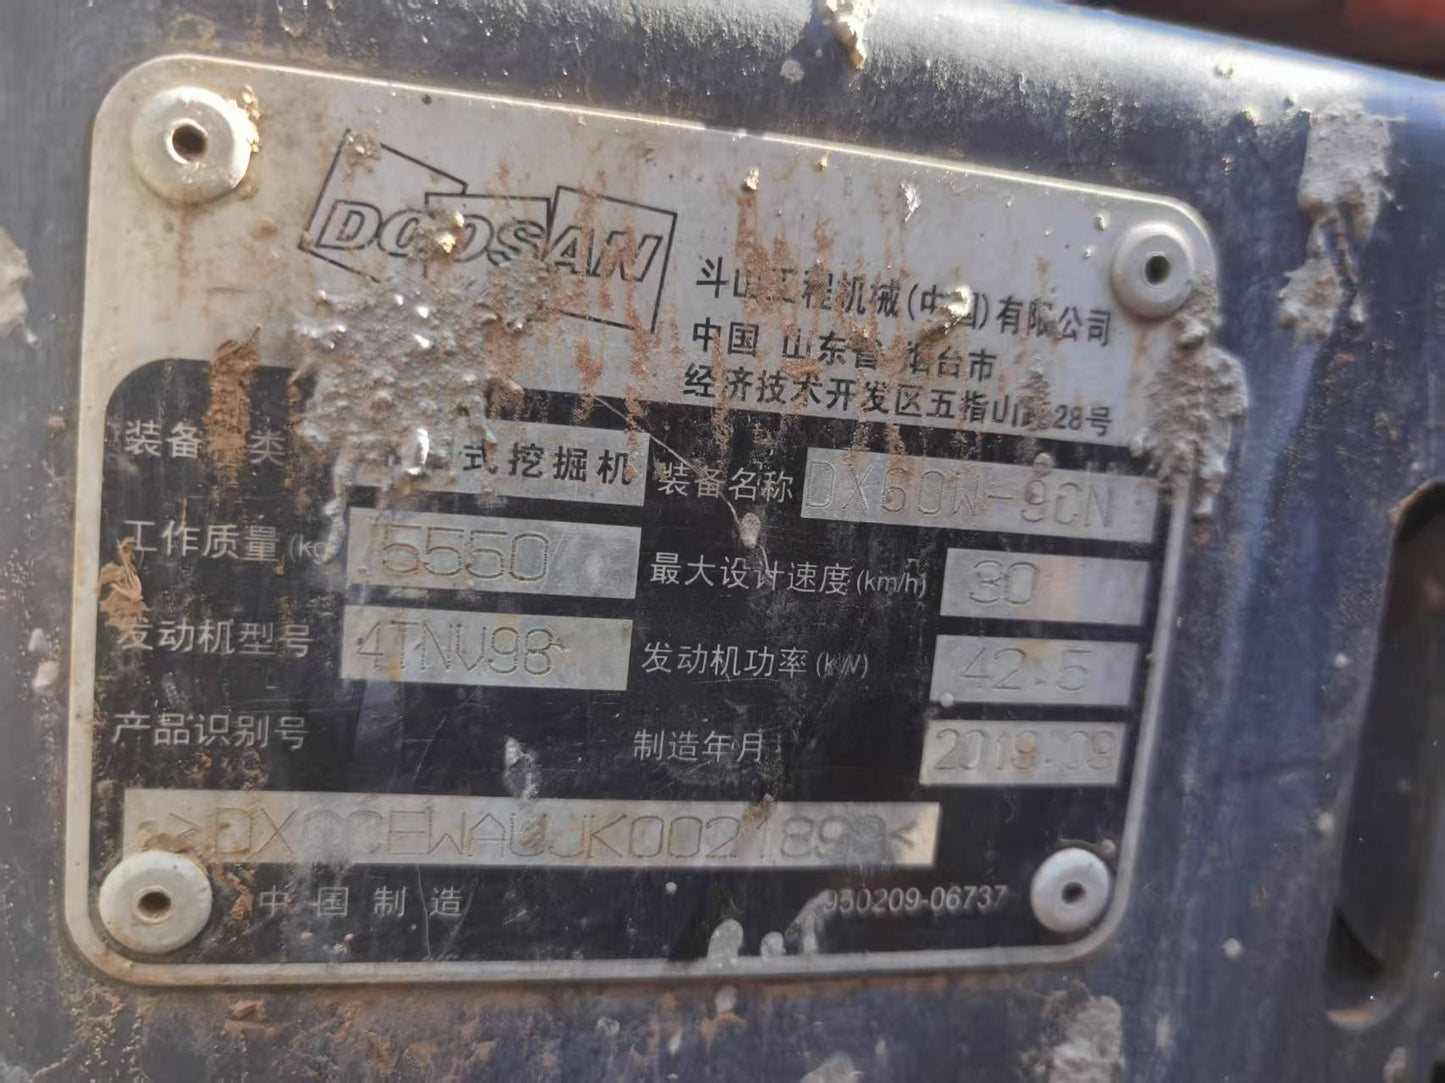 DOOSAN
斗山工程机械(中国)有限公司
中国 山东省 烟台市
经济技术开发区五指山 28号
装备 类 式挖掘机 装备名称 DX60W-9CN
工作质量(kg) 5550 最大设计速度(km/h) 30
发动机型号 4TNV98 发动机功率(kW) 42.5
产品识别号 制造年月 2019.09
中国制造 950209-06737